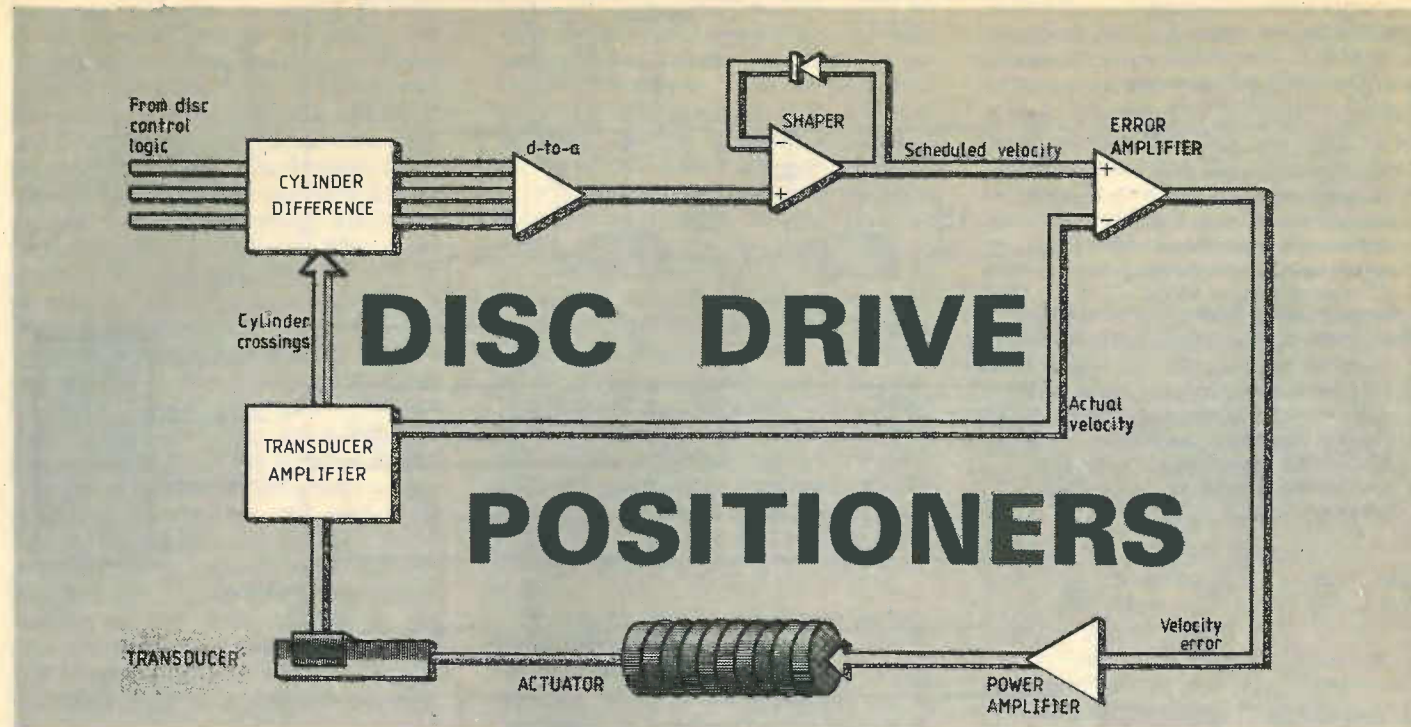 From disc
control
logic
CYLINDER
DIFFERENCE
d-to-a
SHAPER
-
+
Scheduled velocity
ERROR
AMPLIFIER
+
-
Cylinder
crossings
DISC DRIVE
Actual
velocity
TRANSDUCER
AMPLIFIER
POSITIONERS
TRANSDUCER
ACTUATOR
POWER
AMPLIFIER
Velocity
error